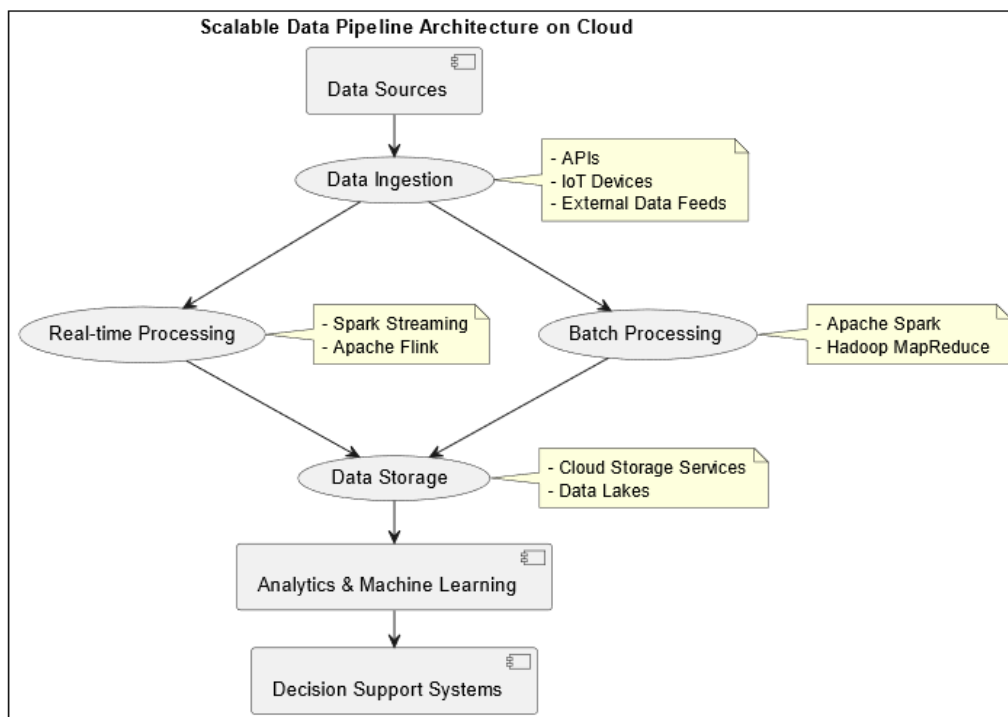 Scalable Data Pipeline Architecture on Cloud
Data Sources
Data Ingestion
- APIs
- IoT Devices
- External Data Feeds
Real-time Processing
- Spark Streaming
- Apache Flink
Batch Processing
- Apache Spark
- Hadoop MapReduce
Data Storage
- Cloud Storage Services
- Data Lakes
Analytics & Machine Learning
Decision Support Systems